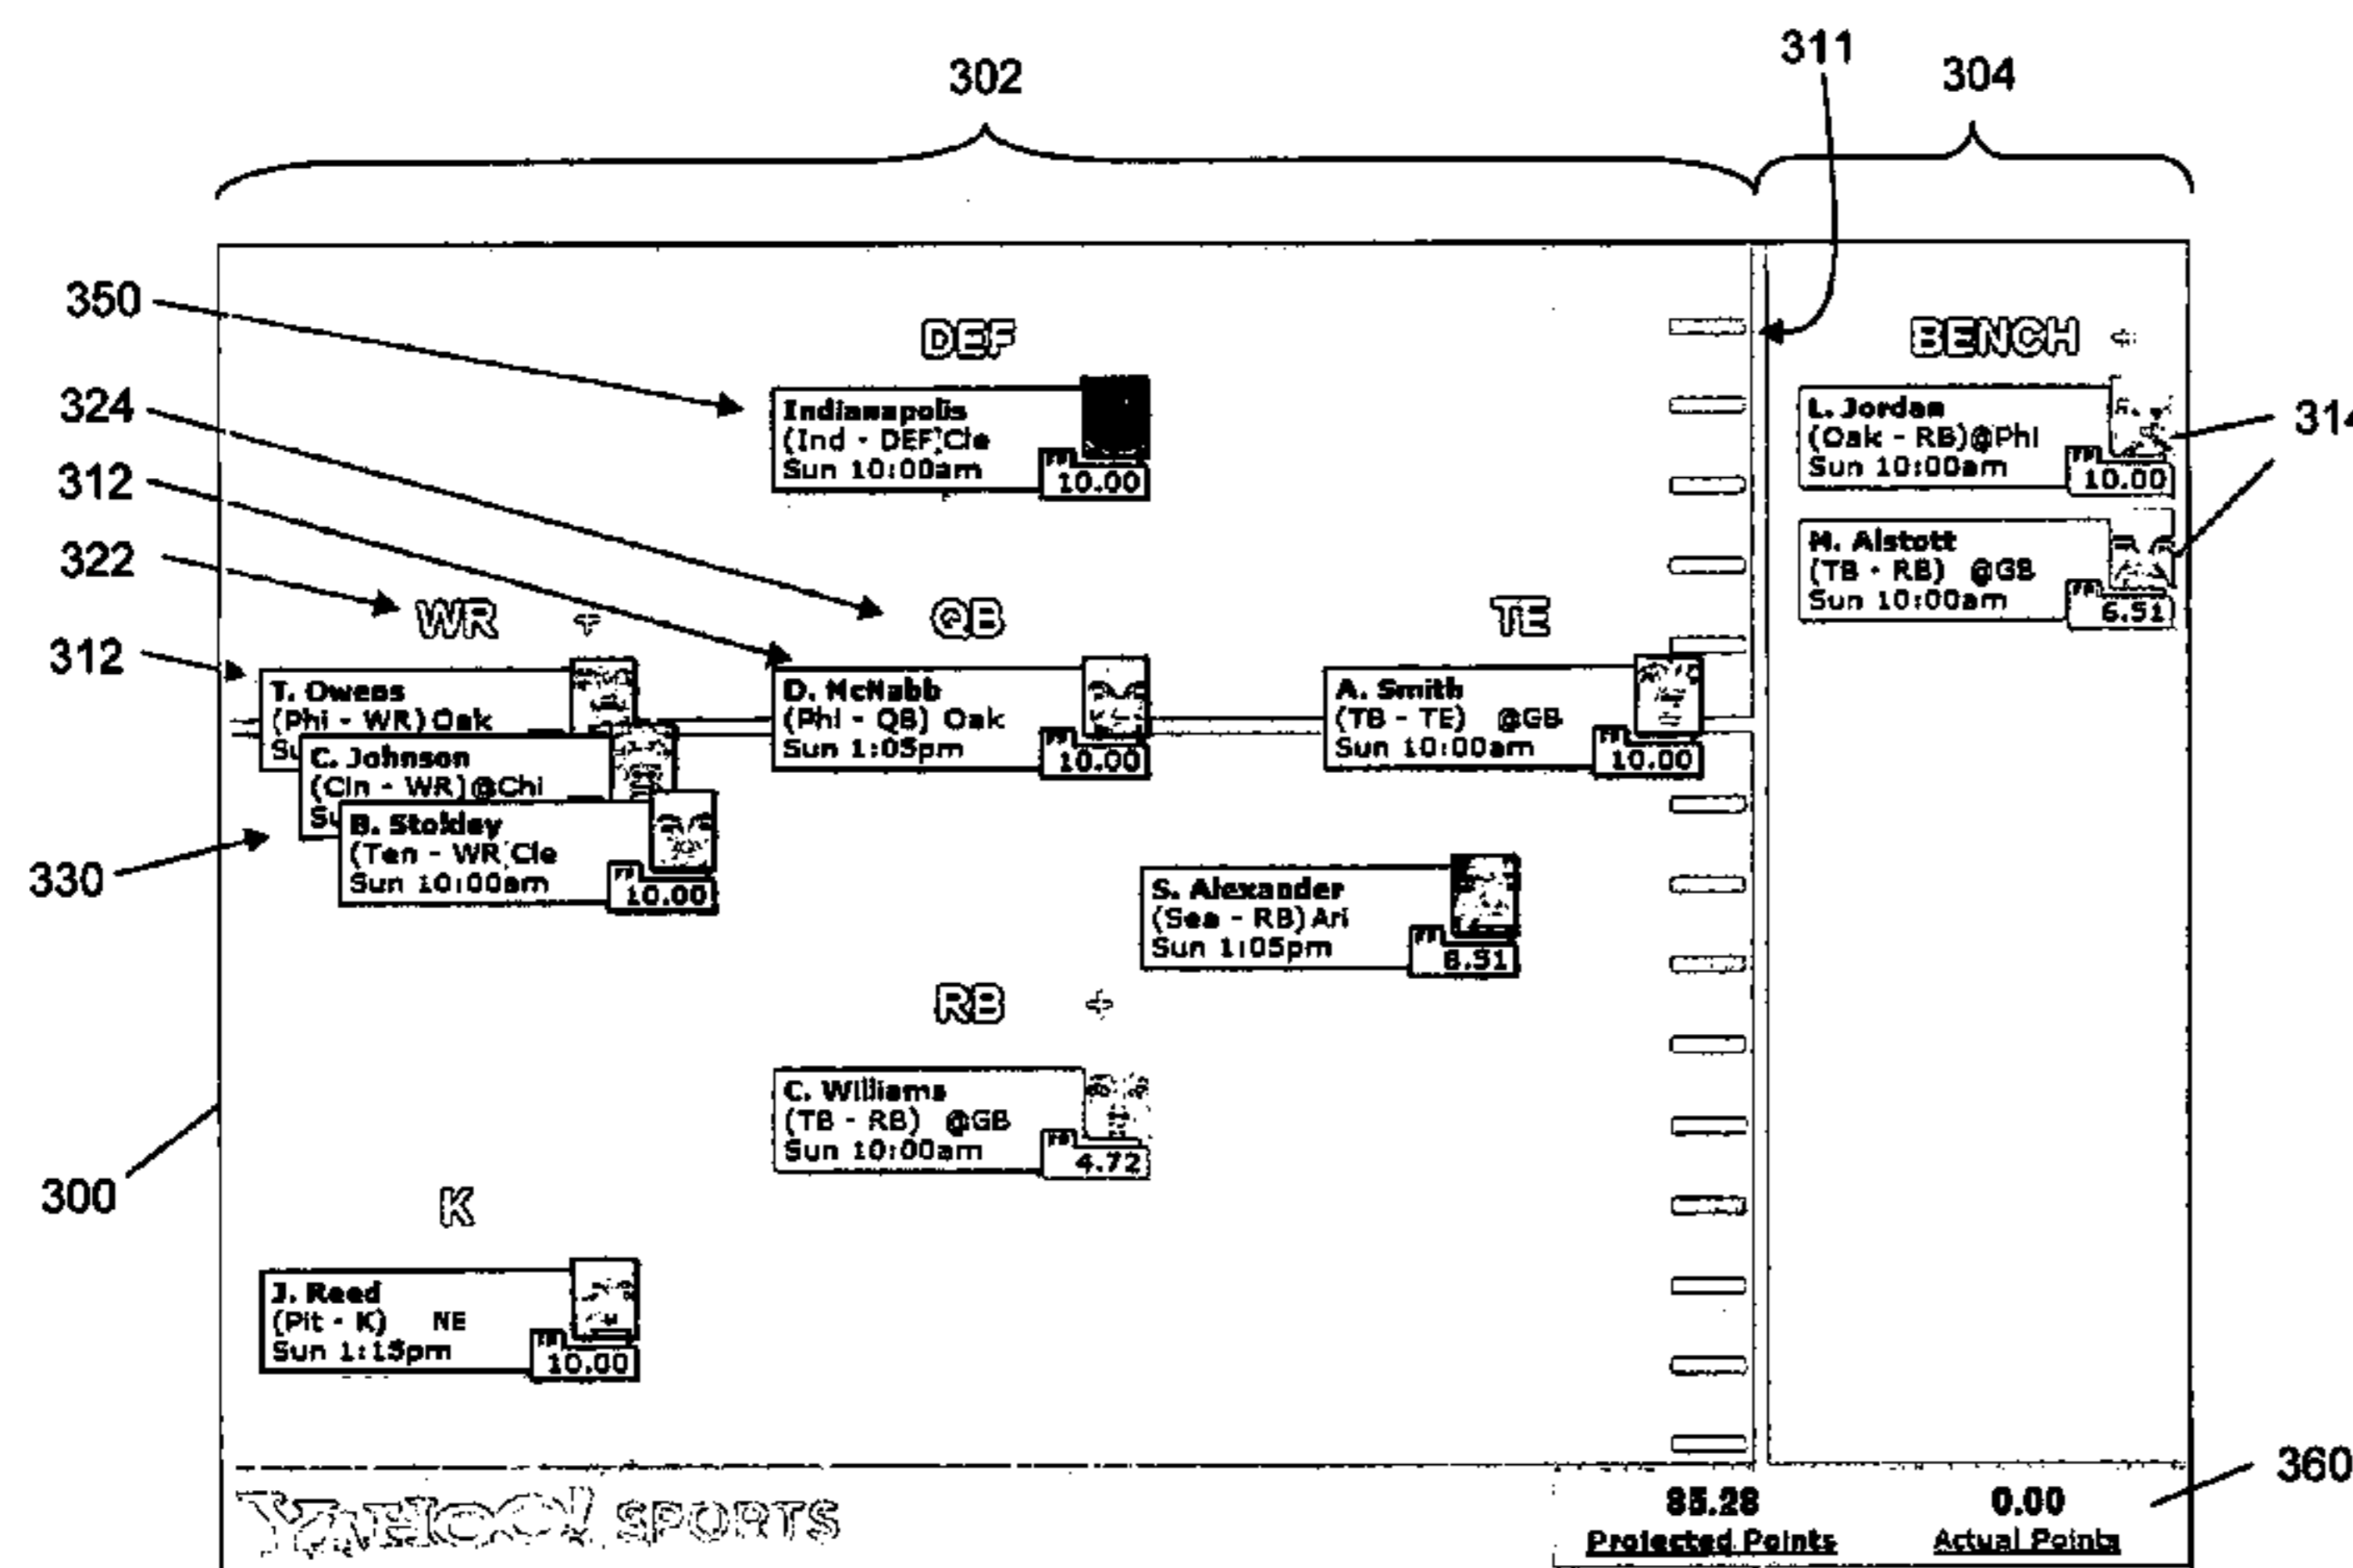 302
311
304
350
DEF
BENCH
Indianapolis
(Ind - DEF) Cle
Sun 10:00am
10.00
324
L. Jordan
(Oak - RB) @Phi
Sun 10:00am
10.00
314
312
M. Alstott
(TB - RB) @GB
Sun 10:00am
6.51
322
WR
QB
TE
312
T. Owens
(Phi - WR) Oak
D. McNabb
(Phi - QB) Oak
Sun 1:05pm
10.00
A. Smith
(TB - TE) @GB
Sun 10:00am
10.00
C. Johnson
(Cin - WR) @Chi
330
B. Stokley
(Ten - WR Cle
Sun 10:00am
10.00
S. Alexander
(Sea - RB) Ari
Sun 1:05pm
RB
C. Williams
(TB - RB) @GB
Sun 10:00am
4.72
300
K
J. Reed
(Pit - K) NE
Sun 1:15pm
10.00
YAHOO! SPORTS
85.28
Projected Points
0.00
Actual Points
360